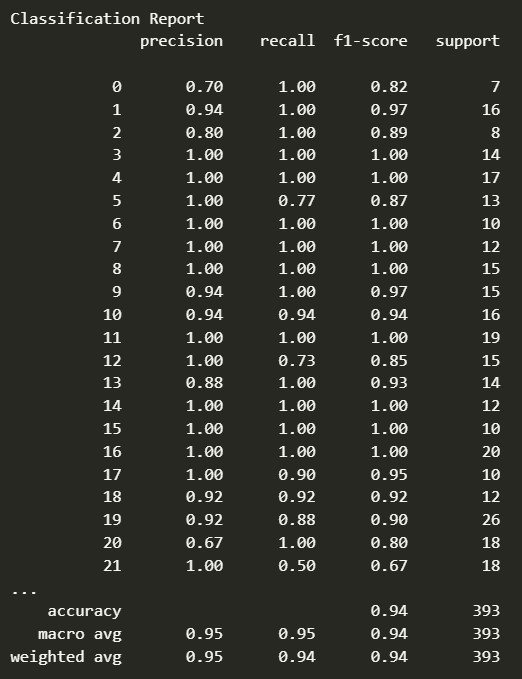 Classification Report
precision recall f1-score support
0 0.70 1.00 0.82 7
1 0.94 1.00 0.97 16
2 0.80 1.00 0.89 8
3 1.00 1.00 1.00 14
4 1.00 1.00 1.00 17
5 1.00 0.77 0.87 13
6 1.00 1.00 1.00 10
7 1.00 1.00 1.00 12
8 1.00 1.00 1.00 15
9 0.94 1.00 0.97 15
10 0.94 0.94 0.94 16
11 1.00 1.00 1.00 19
12 1.00 0.73 0.85 15
13 0.88 1.00 0.93 14
14 1.00 1.00 1.00 12
15 1.00 1.00 1.00 10
16 1.00 1.00 1.00 20
17 1.00 0.90 0.95 10
18 0.92 0.92 0.92 12
19 0.92 0.88 0.90 26
20 0.67 1.00 0.80 18
21 1.00 0.50 0.67 18
...
accuracy 0.94 393
macro avg 0.95 0.95 0.94 393
weighted avg 0.95 0.94 0.94 393